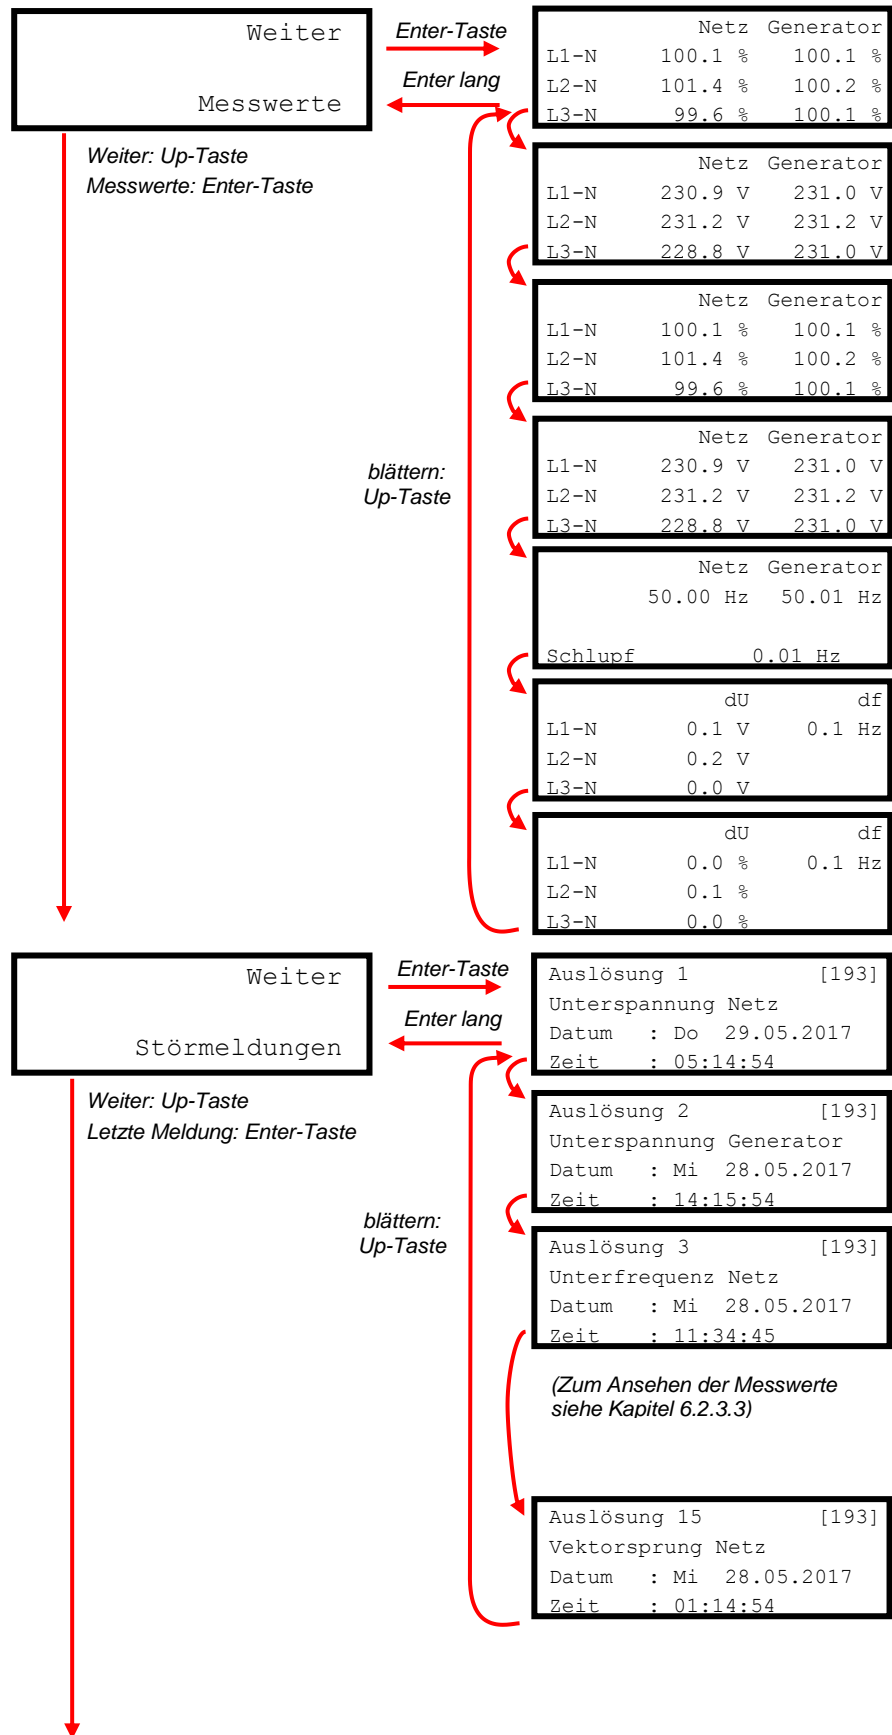 Weiter
Messwerte
Enter-Taste
Enter lang
Weiter: Up-Taste
Messwerte: Enter-Taste
Netz Generator
L1-N 100.1 % 100.1 %
L2-N 101.4 % 100.2 %
L3-N 99.6 % 100.1 %
Netz Generator
L1-N 230.9 V 231.0 V
L2-N 231.2 V 231.2 V
L3-N 228.8 V 231.0 V
Netz Generator
L1-N 100.1 % 100.1 %
L2-N 101.4 % 100.2 %
L3-N 99.6 % 100.1 %
blättern:
Up-Taste
Netz Generator
L1-N 230.9 V 231.0 V
L2-N 231.2 V 231.2 V
L3-N 228.8 V 231.0 V
Netz Generator
50.00 Hz 50.01 Hz
Schlupf 0.01 Hz
dU df
L1-N 0.1 V 0.1 Hz
L2-N 0.2 V
L3-N 0.0 V
dU df
L1-N 0.0 % 0.1 Hz
L2-N 0.1 %
L3-N 0.0 %
Weiter
Störmeldungen
Enter-Taste
Enter lang
Weiter: Up-Taste
Letzte Meldung: Enter-Taste
Auslösung 1 [193]
Unterspannung Netz
Datum : Do 29.05.2017
Zeit : 05:14:54
Auslösung 2 [193]
Unterspannung Generator
Datum : Mi 28.05.2017
Zeit : 14:15:54
blättern:
Up-Taste
Auslösung 3 [193]
Unterfrequenz Netz
Datum : Mi 28.05.2017
Zeit : 11:34:45
(Zum Ansehen der Messwerte
siehe Kapitel 6.2.3.3)
Auslösung 15 [193]
Vektorsprung Netz
Datum : Mi 28.05.2017
Zeit : 01:14:54